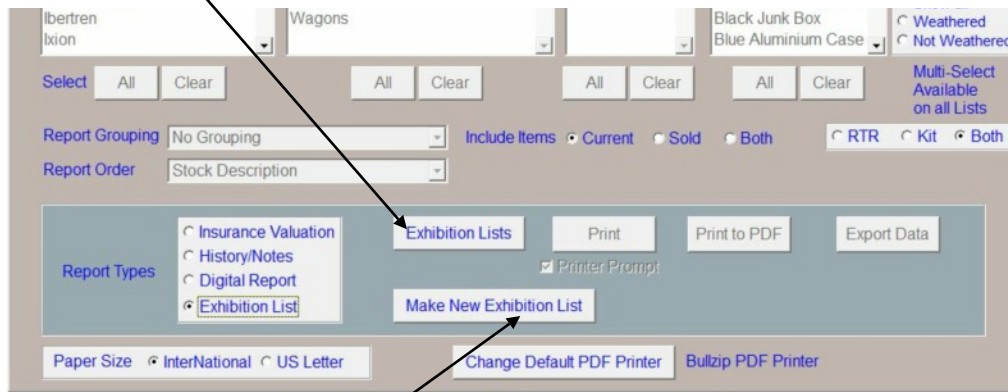 Ibertren Wagons Black Junk Box Weathered
Ixion Blue Aluminium Case Not Weathered
Select All Clear All Clear All Clear All Clear Multi-Select
Available
on all Lists
Report Grouping No Grouping Include Items Current Sold Both RTR Kit Both
Report Order Stock Description
Insurance Valuation Exhibition Lists Print Print to PDF Export Data
History/Notes
Report Types Printer Prompt
Digital Report
Exhibition List Make New Exhibition List
Paper Size InterNational US Letter Change Default PDF Printer Bullzip PDF Printer